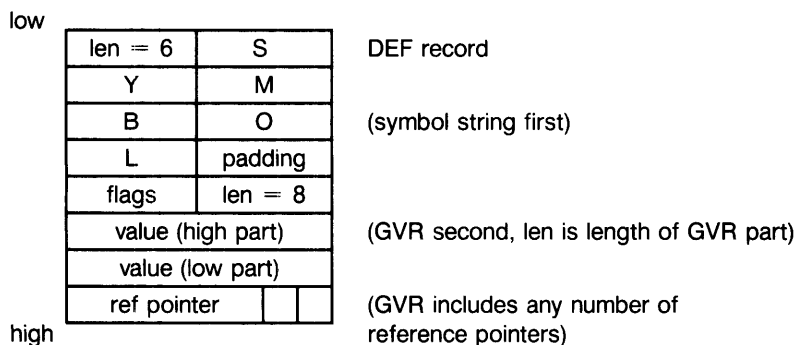 low
len = 6 S DEF record
Y M
B O (symbol string first)
L padding
flags len = 8
value (high part) (GVR second, len is length of GVR part)
value (low part)
ref pointer (GVR includes any number of
high reference pointers)